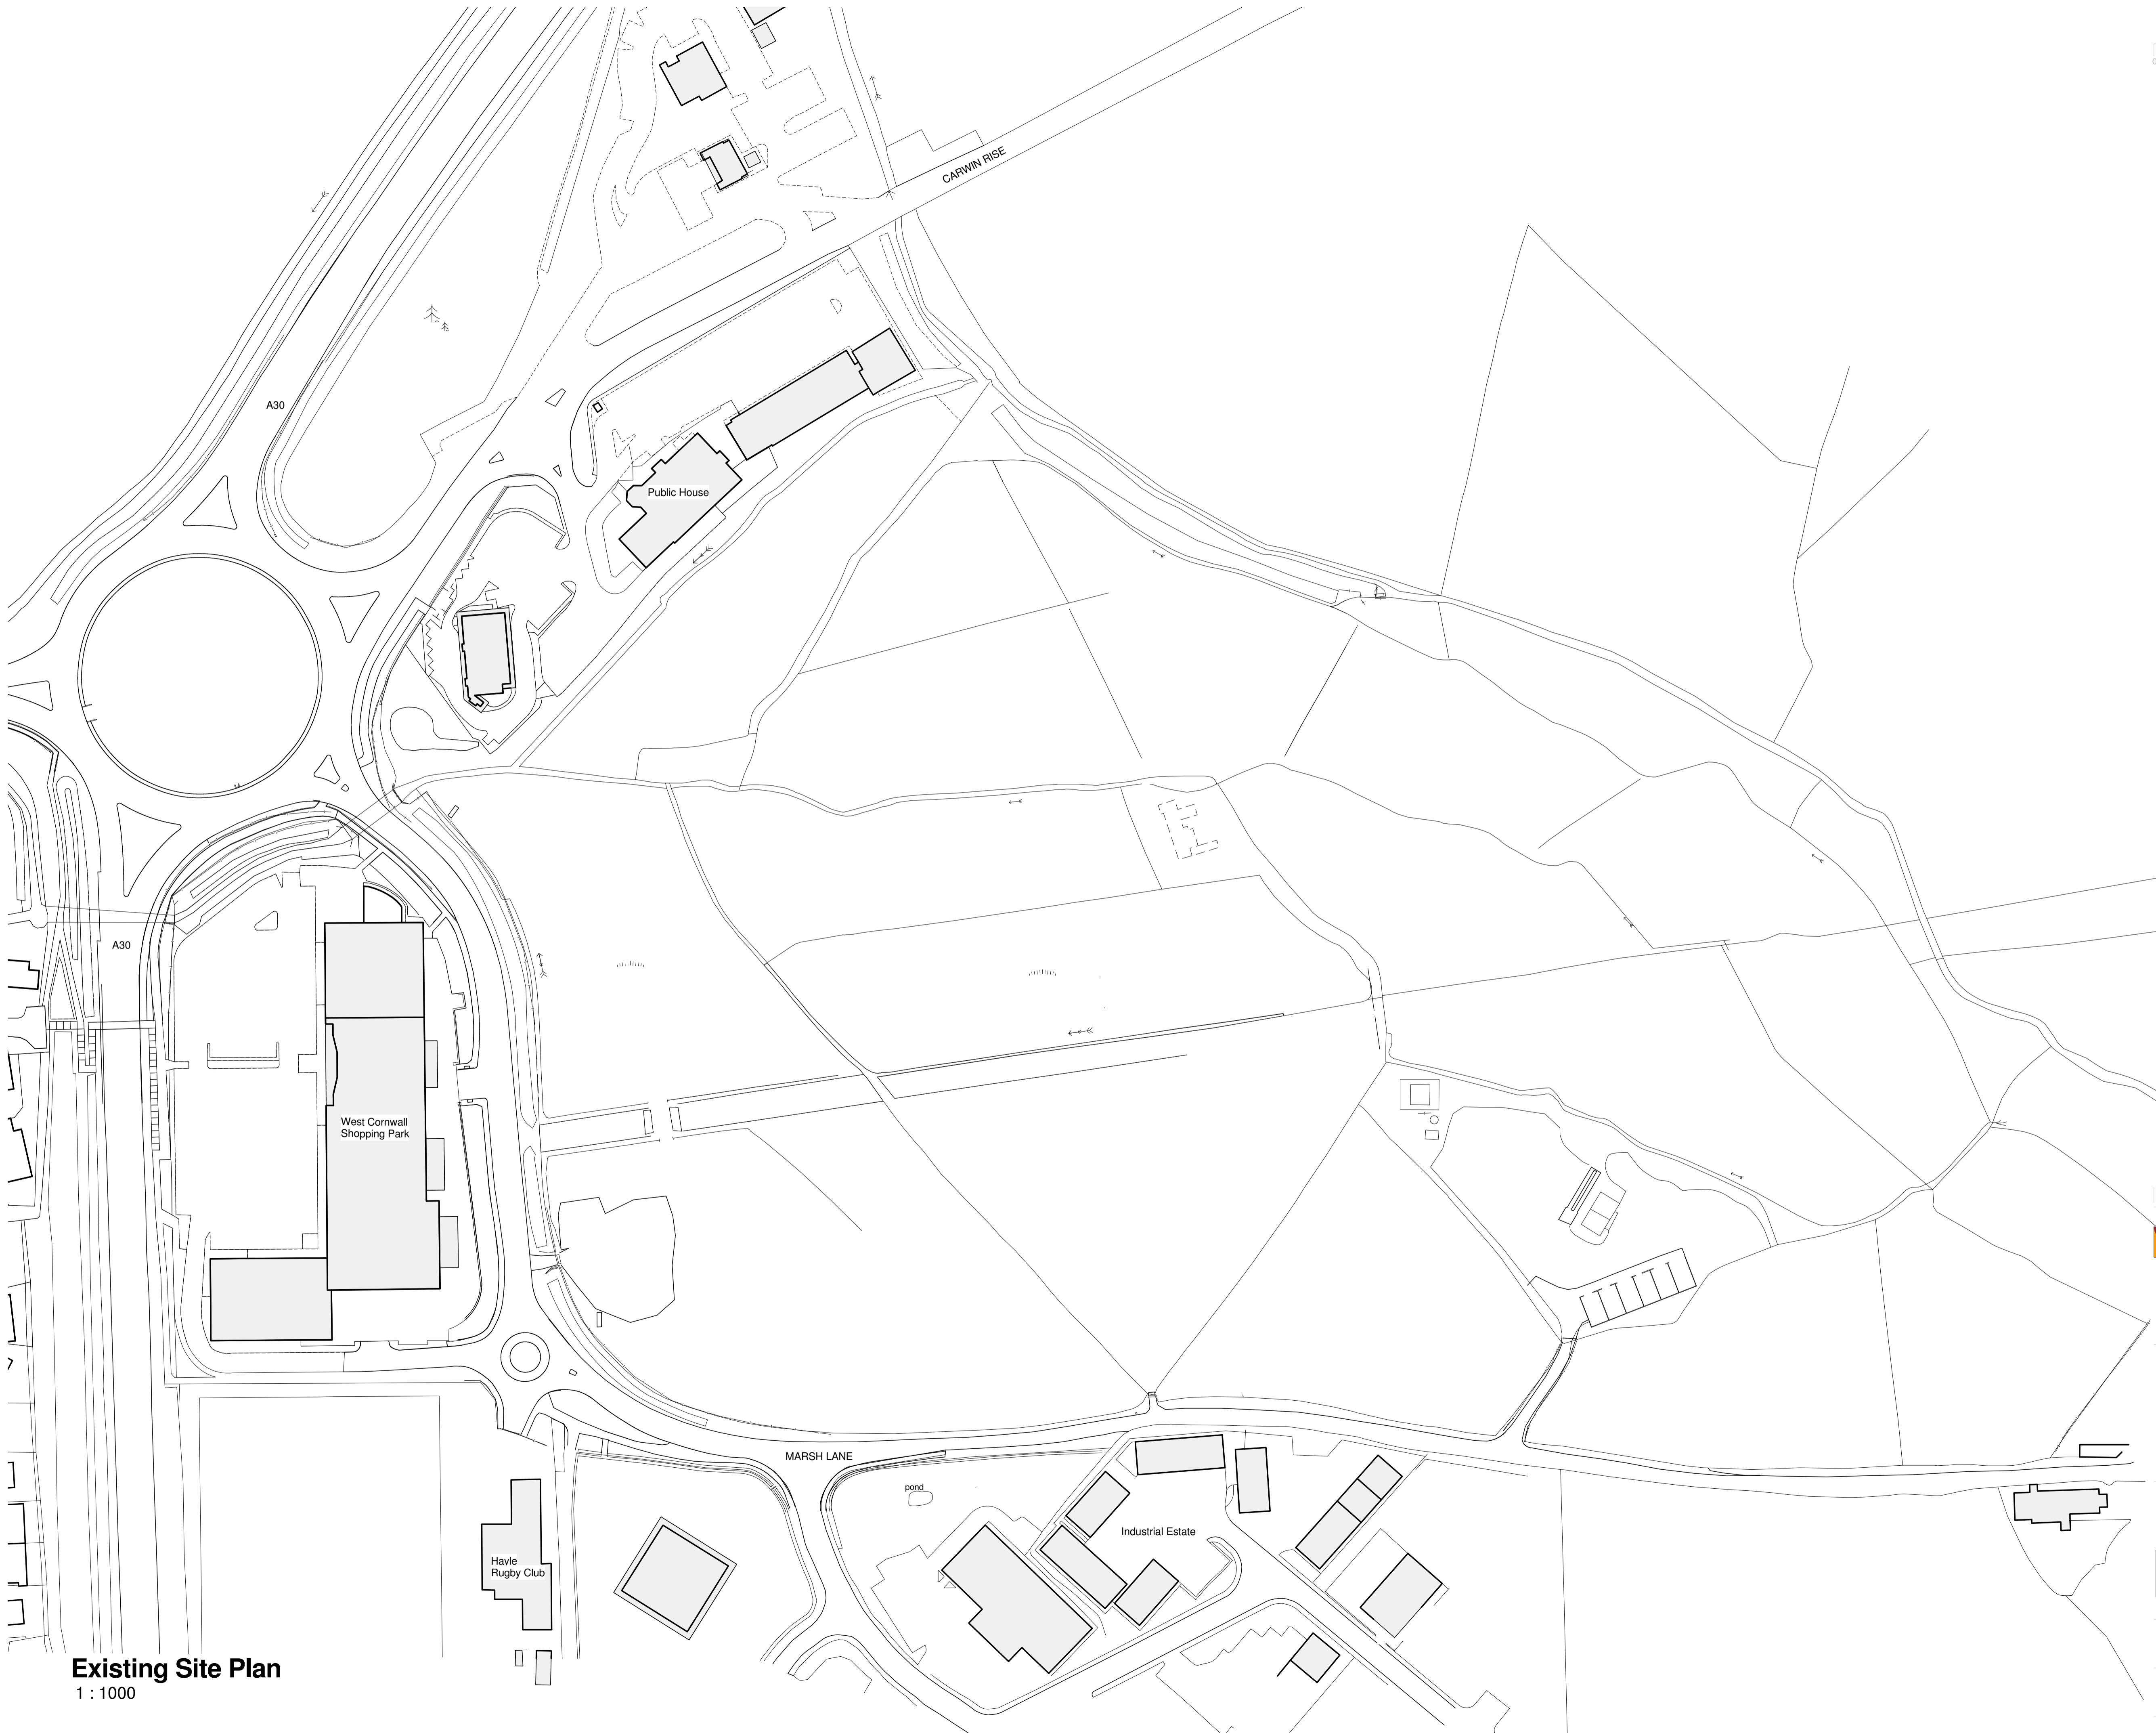 CARWIN RISE
A30
Public House
A30
West Cornwall
Shopping Park
MARSH LANE
pond
Industrial Estate
Hayle
Rugby Club
Existing Site Plan
1 : 1000